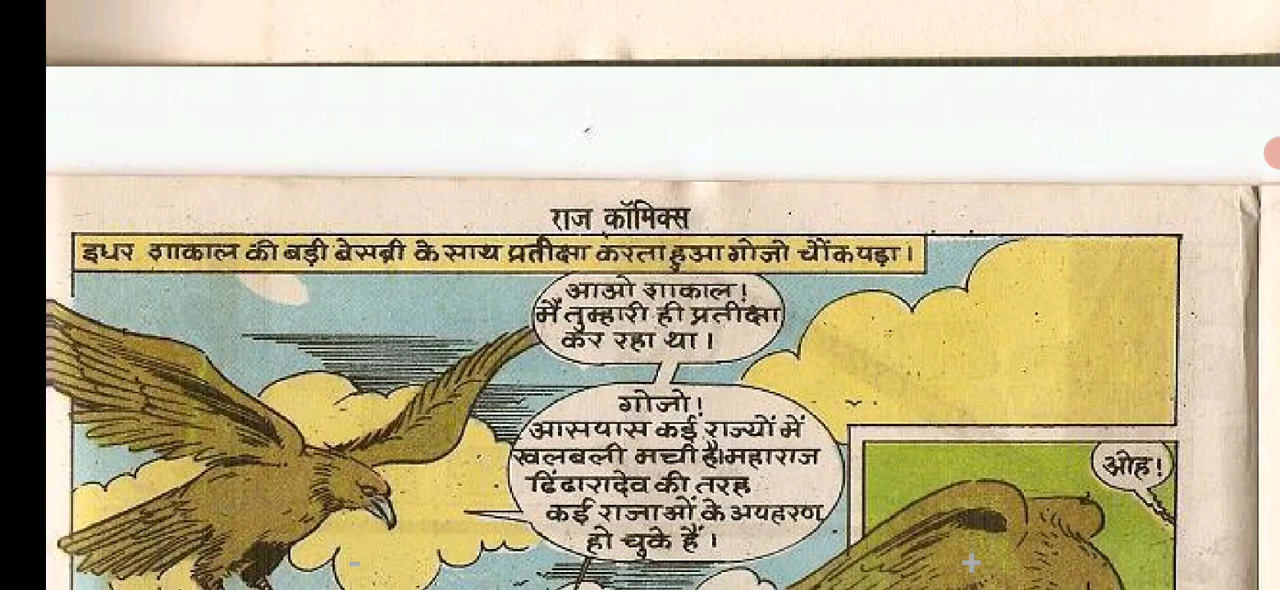 राज कॉमिक्स
इधर शाकाल की बड़ी बेसब्री के साथ प्रतीक्षा करता हुआ गोजो चौंक पड़ा।
आओ शाकाल!
मैं तुम्हारी ही प्रतीक्षा
कर रहा था।
गोजो!
आसपास कई राज्यों में
खलबली मची है।महाराज
ढिंढारादेव की तरह
कई राजाओं के अपहरण
हो चुके हैं।
ओह!